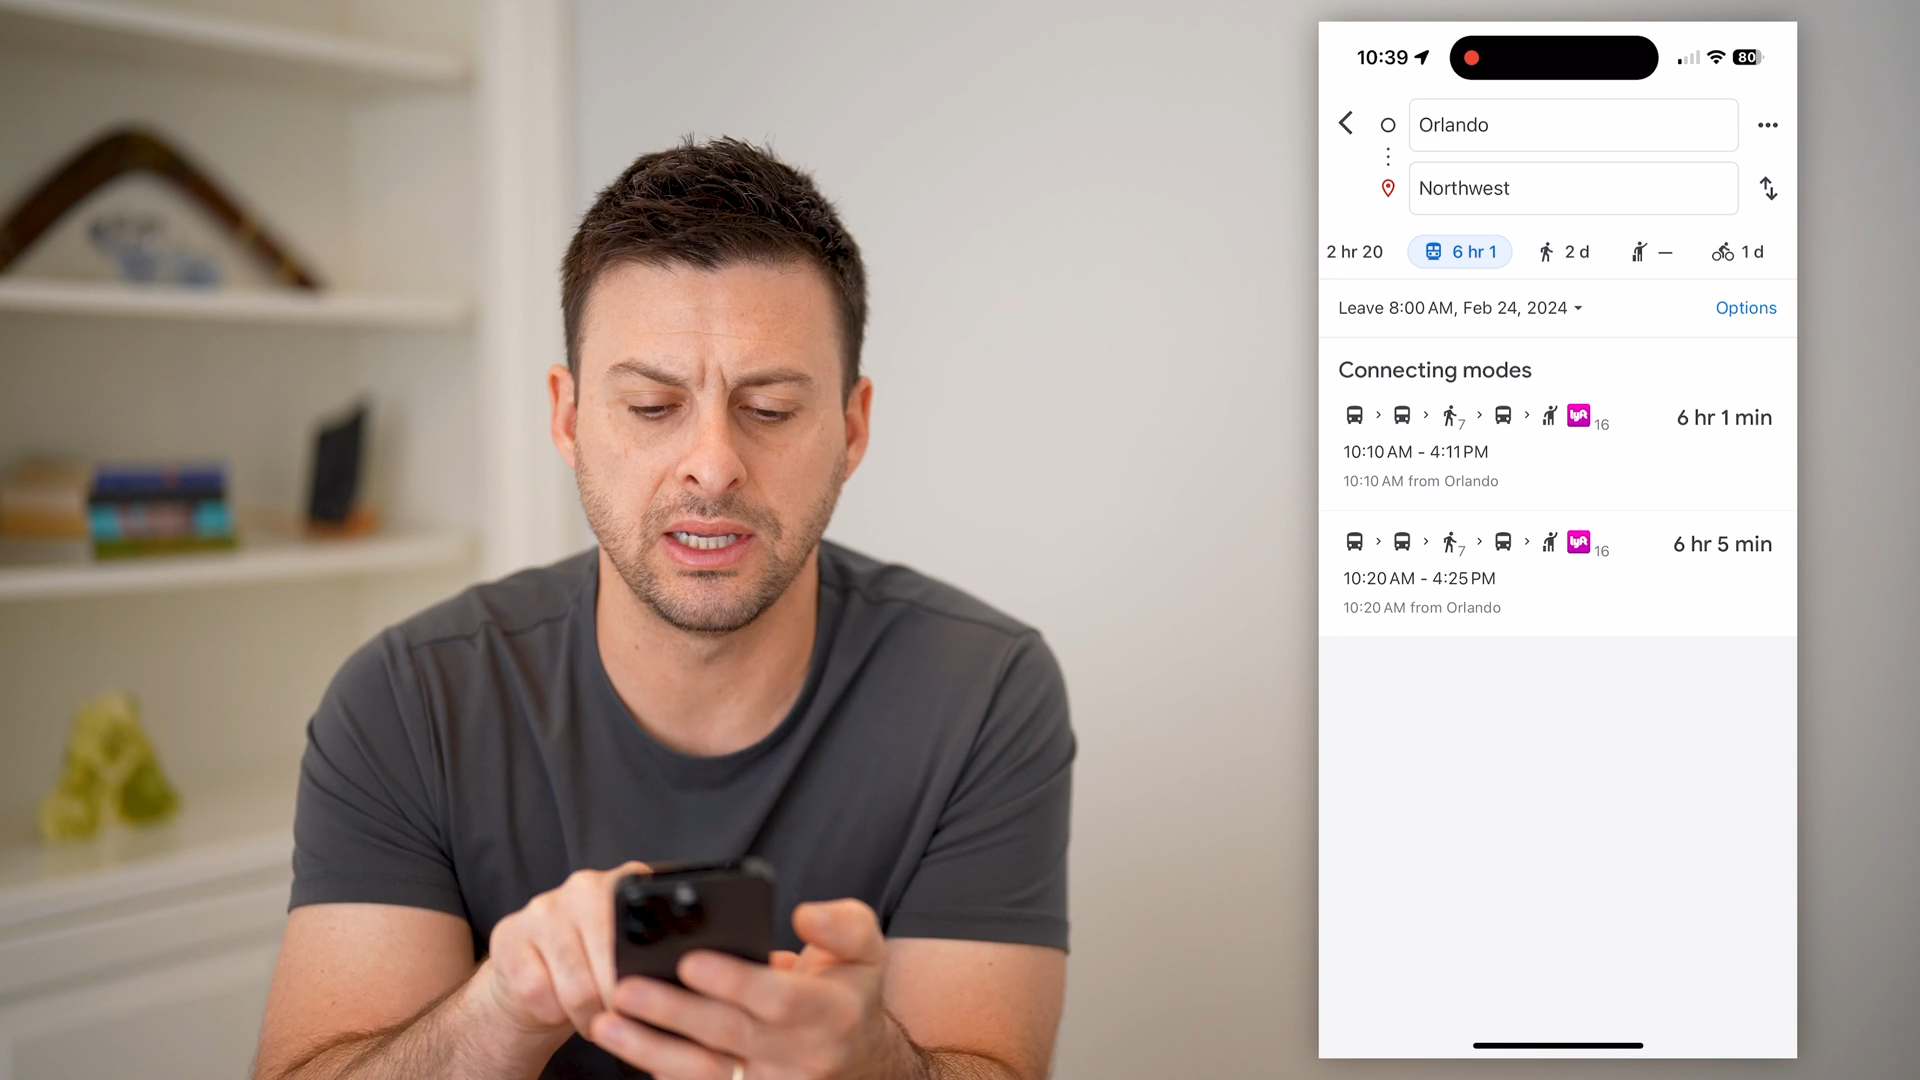 10:39 80
Orlando
Northwest
2 hr 20 6 hr 1 2 d — 1 d
Leave 8:00 AM, Feb 24, 2024 Options
Connecting modes
7 lyft 16 6 hr 1 min
10:10 AM - 4:11 PM
10:10 AM from Orlando
7 lyft 16 6 hr 5 min
10:20 AM - 4:25 PM
10:20 AM from Orlando